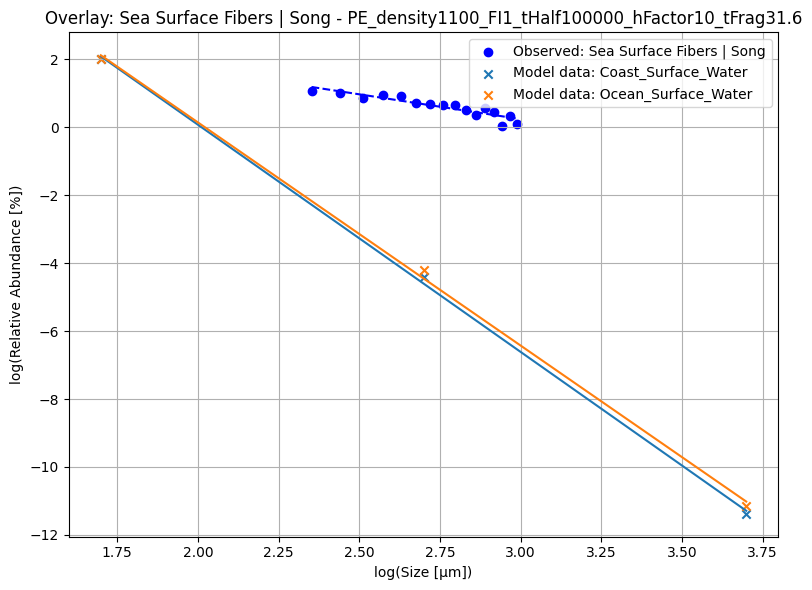 Overlay: Sea Surface Fibers | Song - PE_density1100_FI1_tHalf100000_hFactor10_tFrag31.6
Observed: Sea Surface Fibers | Song
Model data: Coast_Surface_Water
Model data: Ocean_Surface_Water
log(Relative Abundance [%])
2
0
−2
−4
−6
−8
−10
−12
1.75 2.00 2.25 2.50 2.75 3.00 3.25 3.50 3.75
log(Size [μm])